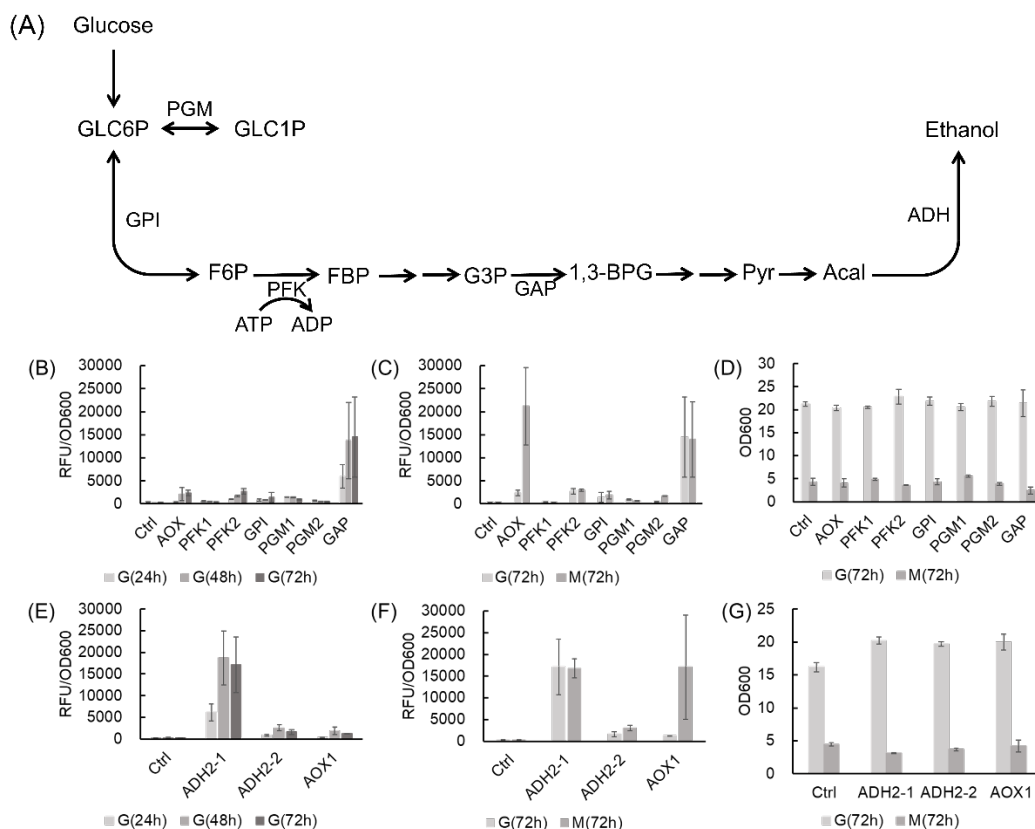 (A)
Glucose
PGM
GLC6P
GLC1P
Ethanol
GPI
ADH
F6P
FBP
G3P
1,3-BPG
Pyr
Acal
PFK
GAP
ATP
ADP
(B)
RFU/OD600
30000
25000
20000
15000
10000
5000
0
Ctrl
AOX
PFK1
PFK2
GPI
PGM1
PGM2
GAP
G(24h) G(48h) G(72h)
(C)
RFU/OD600
30000
25000
20000
15000
10000
5000
0
Ctrl
AOX
PFK1
PFK2
GPI
PGM1
PGM2
GAP
G(72h) M(72h)
(D)
OD600
30
25
20
15
10
5
0
Ctrl
AOX
PFK1
PFK2
GPI
PGM1
PGM2
GAP
G(72h) M(72h)
(E)
RFU/OD600
30000
25000
20000
15000
10000
5000
0
Ctrl
ADH2-1
ADH2-2
AOX1
G(24h) G(48h) G(72h)
(F)
RFU/OD600
30000
25000
20000
15000
10000
5000
0
Ctrl
ADH2-1
ADH2-2
AOX1
G(72h) M(72h)
(G)
OD600
25
20
15
10
5
0
Ctrl
ADH2-1
ADH2-2
AOX1
G(72h) M(72h)